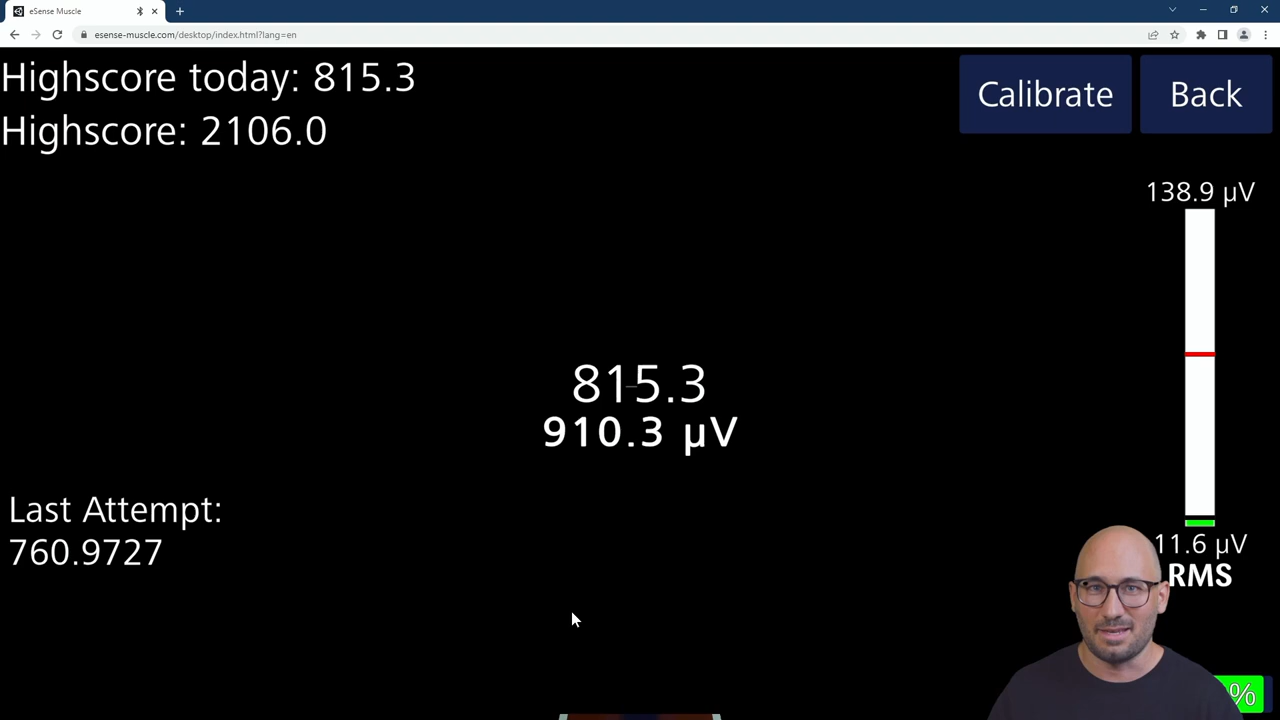 eSense Muscle
esense-muscle.com/desktop/index.html?lang=en
Highscore today: 815.3
Highscore: 2106.0
Calibrate
Back
138.9 µV
815.3
910.3 µV
Last Attempt:
760.9727
11.6 µV
RMS
%